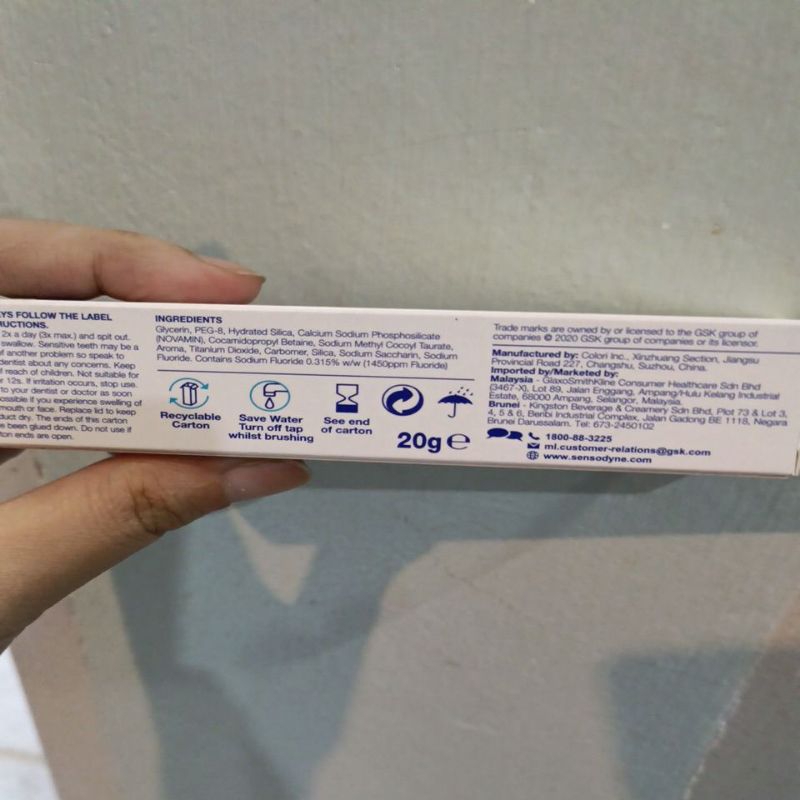 YS FOLLOW THE LABEL
RUCTIONS.
2x a day (3x max.) and spit out.
swallow. Sensitive teeth may be a
of another problem so speak to
dentist about any concerns. Keep
f reach of children. Not suitable for
r 12s. If irritation occurs, stop use.
to your dentist or doctor as soon
ossible if you experience swelling of
mouth or face. Replace lid to keep
duct dry. The ends of this carton
been glued down. Do not use if
ton ends are open.
INGREDIENTS
Glycerin, PEG-8, Hydrated Silica, Calcium Sodium Phosphosilicate
(NOVAMIN), Cocamidopropyl Betaine, Sodium Methyl Cocoyl Taurate,
Aroma, Titanium Dioxide, Carbomer, Silica, Sodium Saccharin, Sodium
Fluoride. Contains Sodium Fluoride 0.315% w/w (1450ppm Fluoride)
Recyclable
Carton
Save Water
Turn off tap
whilst brushing
See end
of carton
20g e
Trade marks are owned by or licensed to the GSK group of
companies © 2020 GSK group of companies or its licensor.
Manufactured by: Colori Inc., Xinzhuang Section, Jiangsu
Provincial Road 227, Changshu, Suzhou, China.
Imported by/Marketed by:
Malaysia - GlaxoSmithKline Consumer Healthcare Sdn Bhd
(3467-X), Lot 89, Jalan Enggang, Ampang/Hulu Kelang Industrial
Estate, 68000 Ampang, Selangor, Malaysia.
Brunei - Kingston Beverage & Creamery Sdn Bhd, Plot 73 & Lot 3,
4, 5 & 6, Beribi Industrial Complex, Jalan Gadong BE 1118, Negara
Brunei Darussalam. Tel: 673-2450102
1800-88-3225
ml.customer-relations@gsk.com
www.sensodyne.com